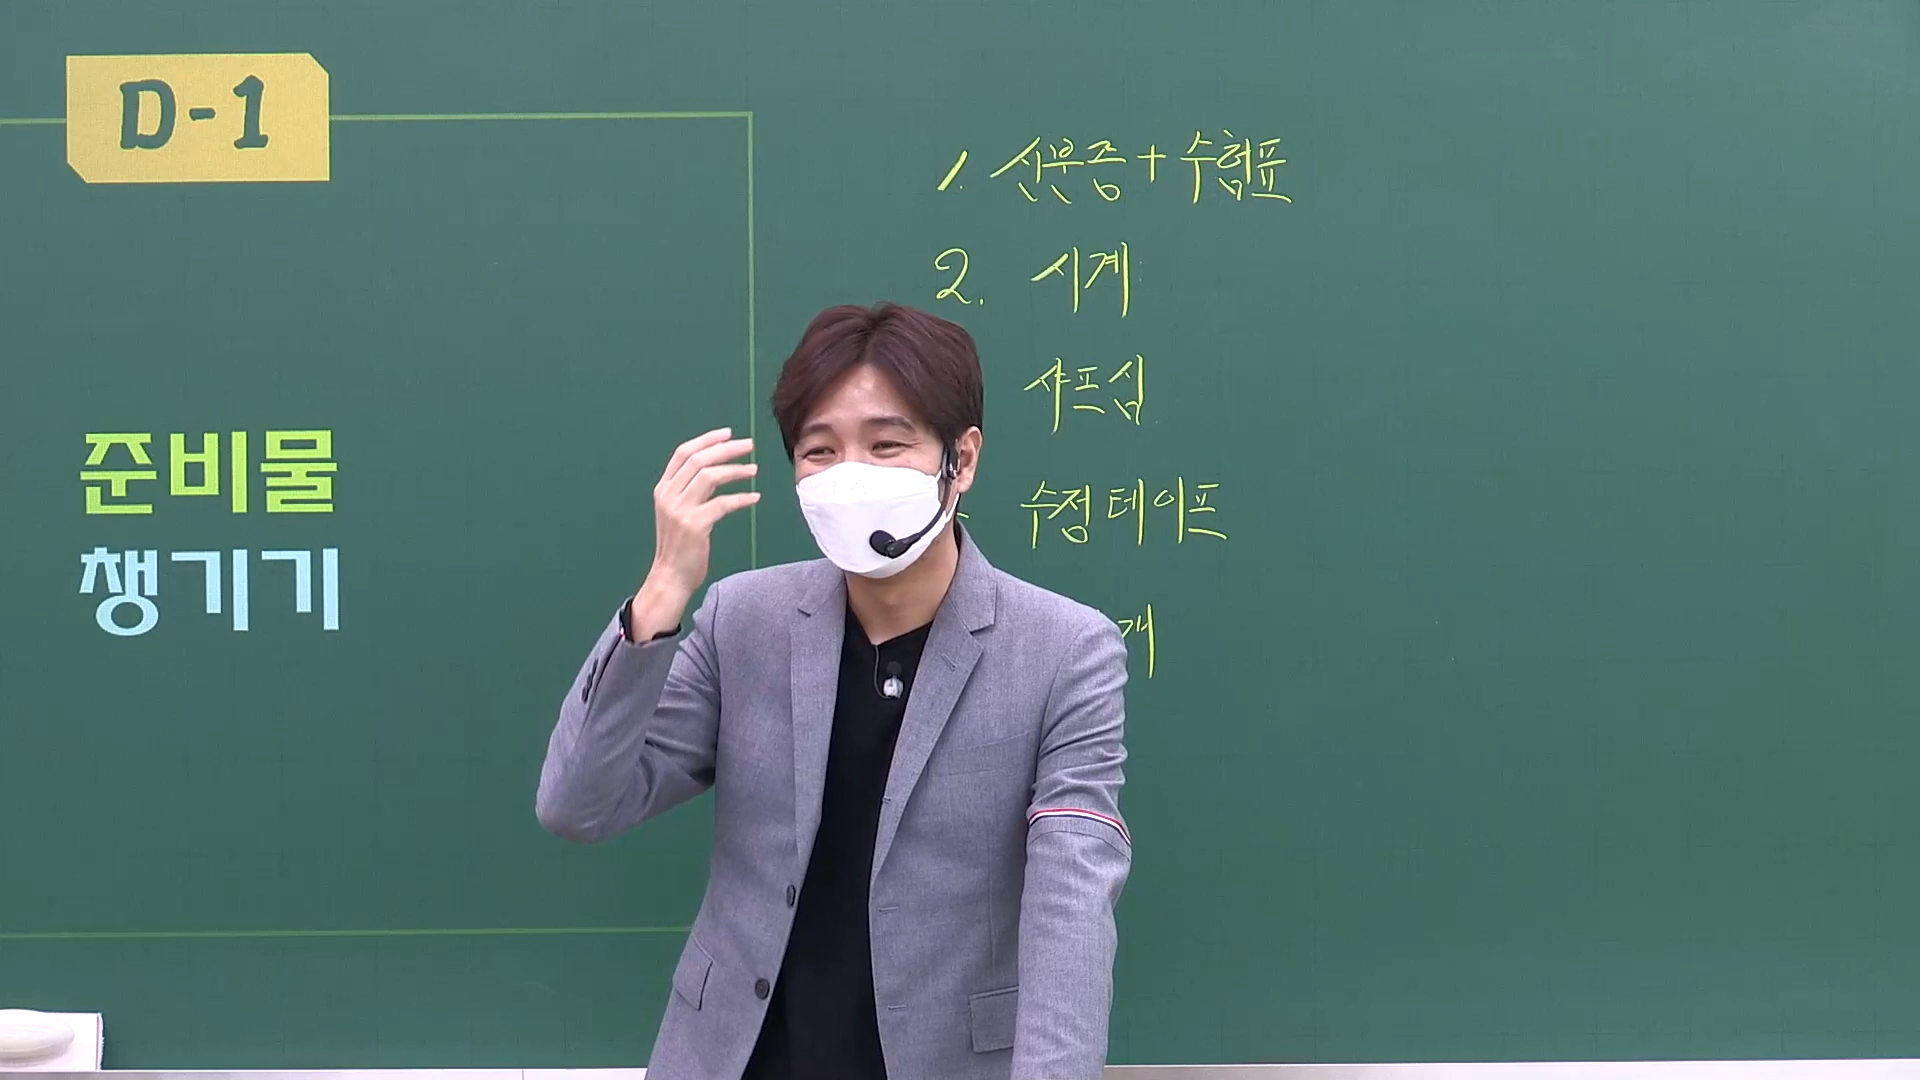 D-1
준비물
챙기기
1. 신분증 + 수험표
2. 시계
샤프심
수정테이프
개